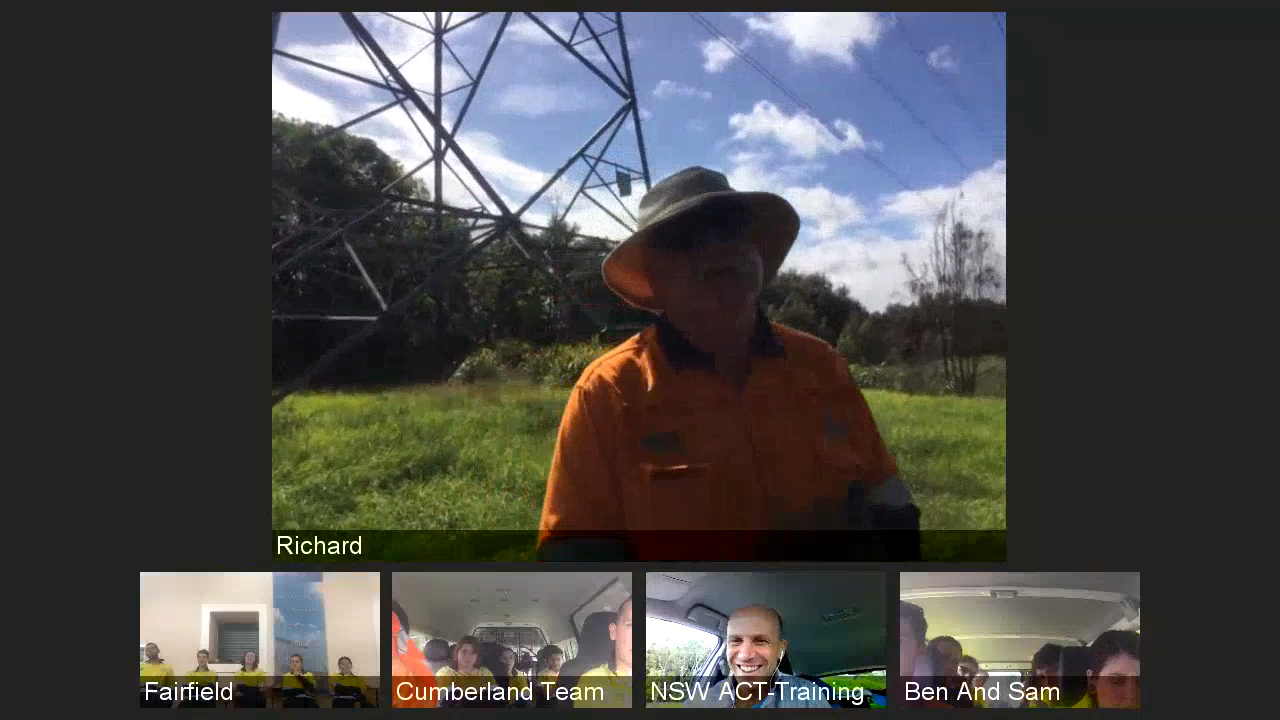 Richard
Fairfield
Cumberland Team
NSW ACT-Training
Ben And Sam